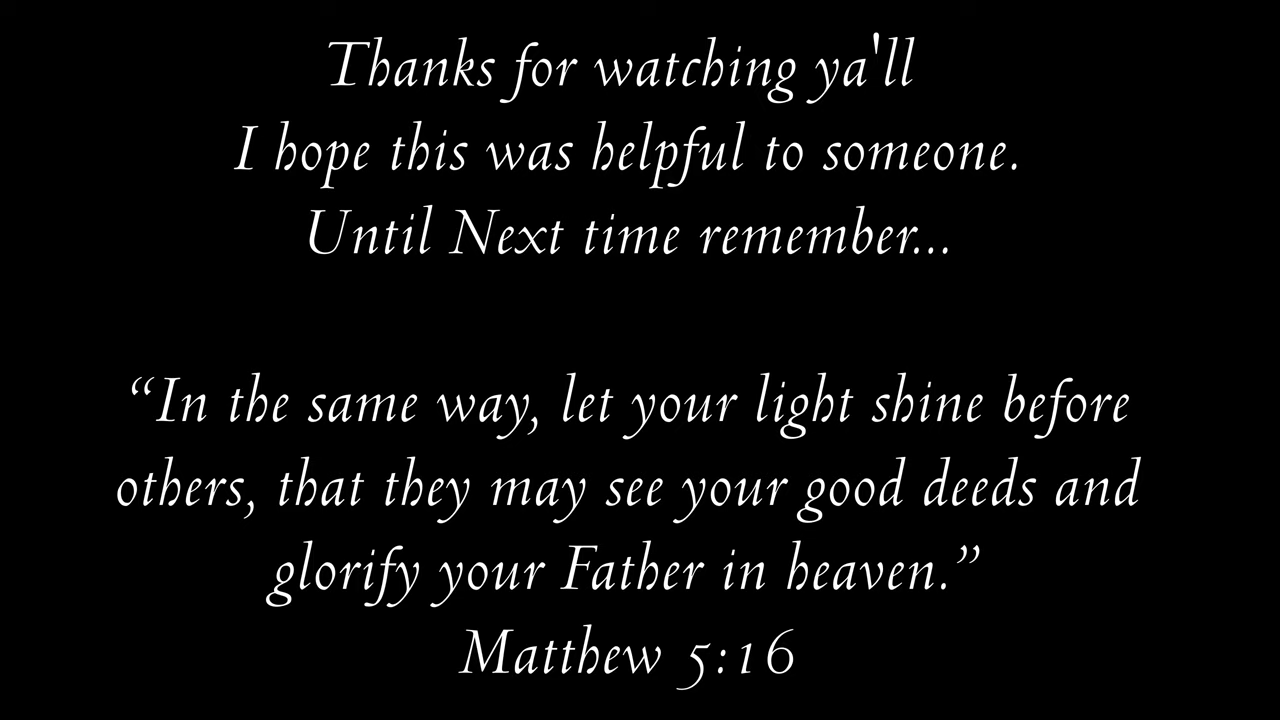 Thanks for watching ya'll
I hope this was helpful to someone.
Until Next time remember...
“In the same way, let your light shine before
others, that they may see your good deeds and
glorify your Father in heaven.”
Matthew 5:16